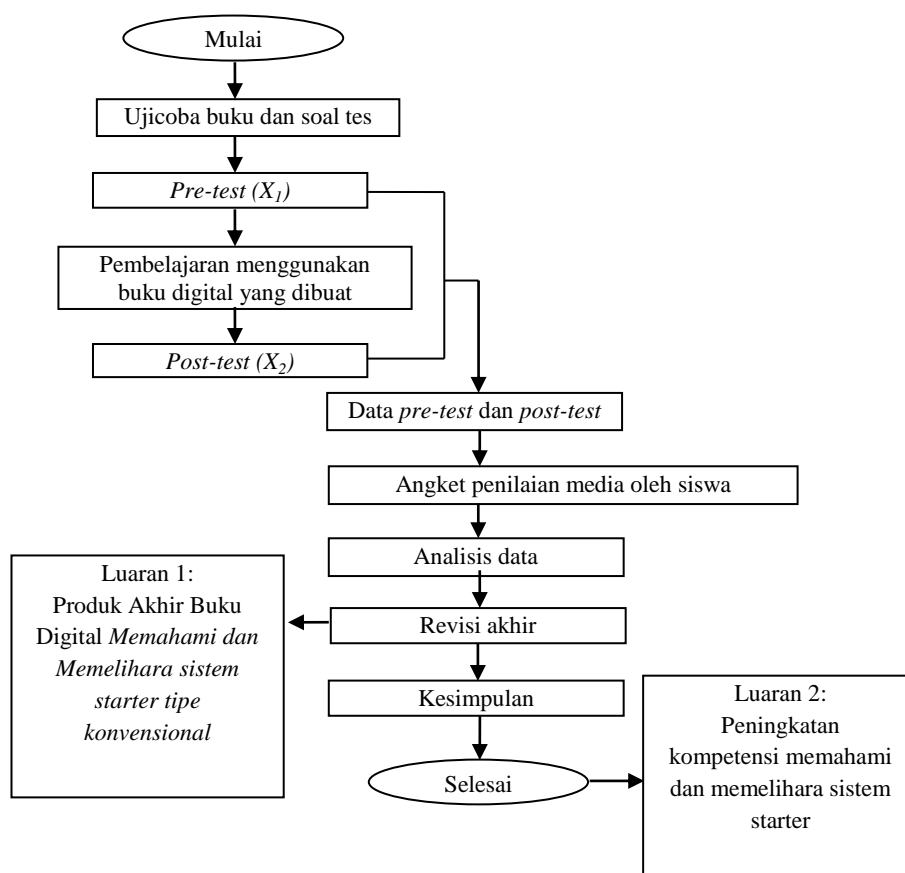 Mulai
Ujicoba buku dan soal tes
Pre-test (X₁)
Pembelajaran menggunakan
buku digital yang dibuat
Post-test (X₂)
Data pre-test dan post-test
Angket penilaian media oleh siswa
Analisis data
Revisi akhir
Luaran 1:
Produk Akhir Buku
Digital Memahami dan
Memelihara sistem
starter tipe
konvensional
Kesimpulan
Selesai
Luaran 2:
Peningkatan
kompetensi memahami
dan memelihara sistem
starter